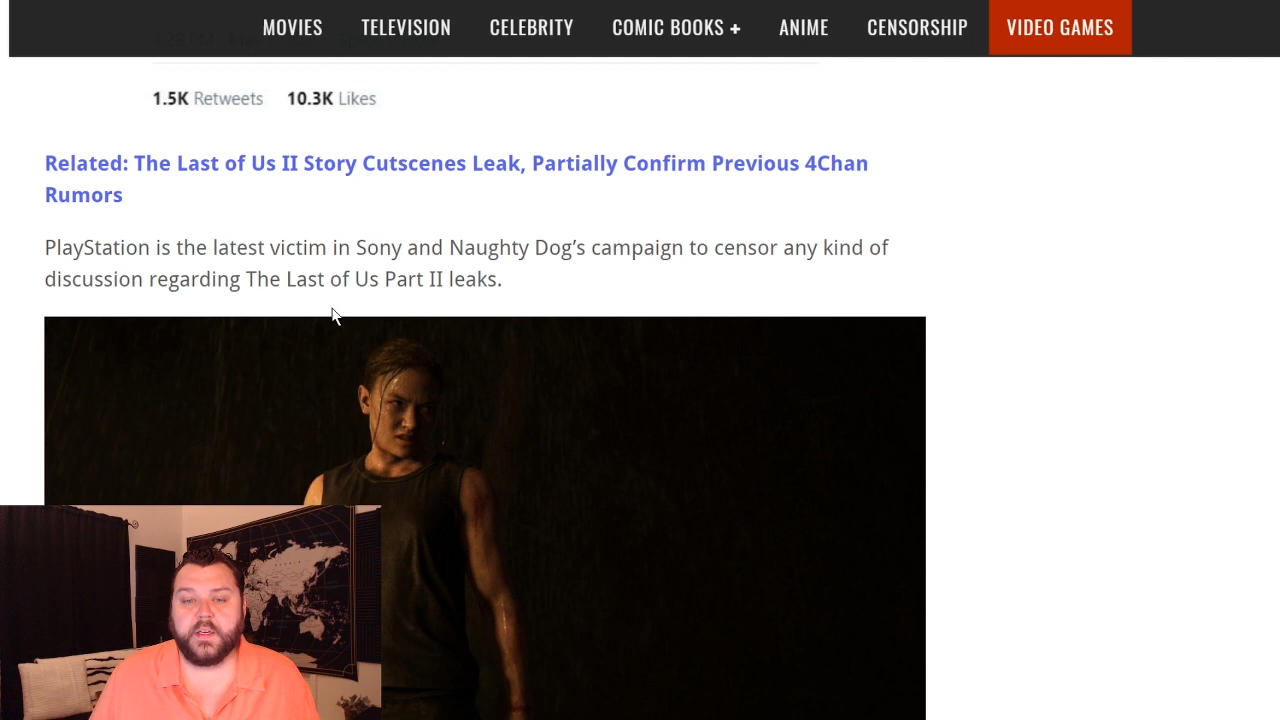 MOVIES TELEVISION CELEBRITY COMIC BOOKS + ANIME CENSORSHIP VIDEO GAMES
1.5K Retweets 10.3K Likes
Related: The Last of Us II Story Cutscenes Leak, Partially Confirm Previous 4Chan
Rumors
PlayStation is the latest victim in Sony and Naughty Dog’s campaign to censor any kind of
discussion regarding The Last of Us Part II leaks.